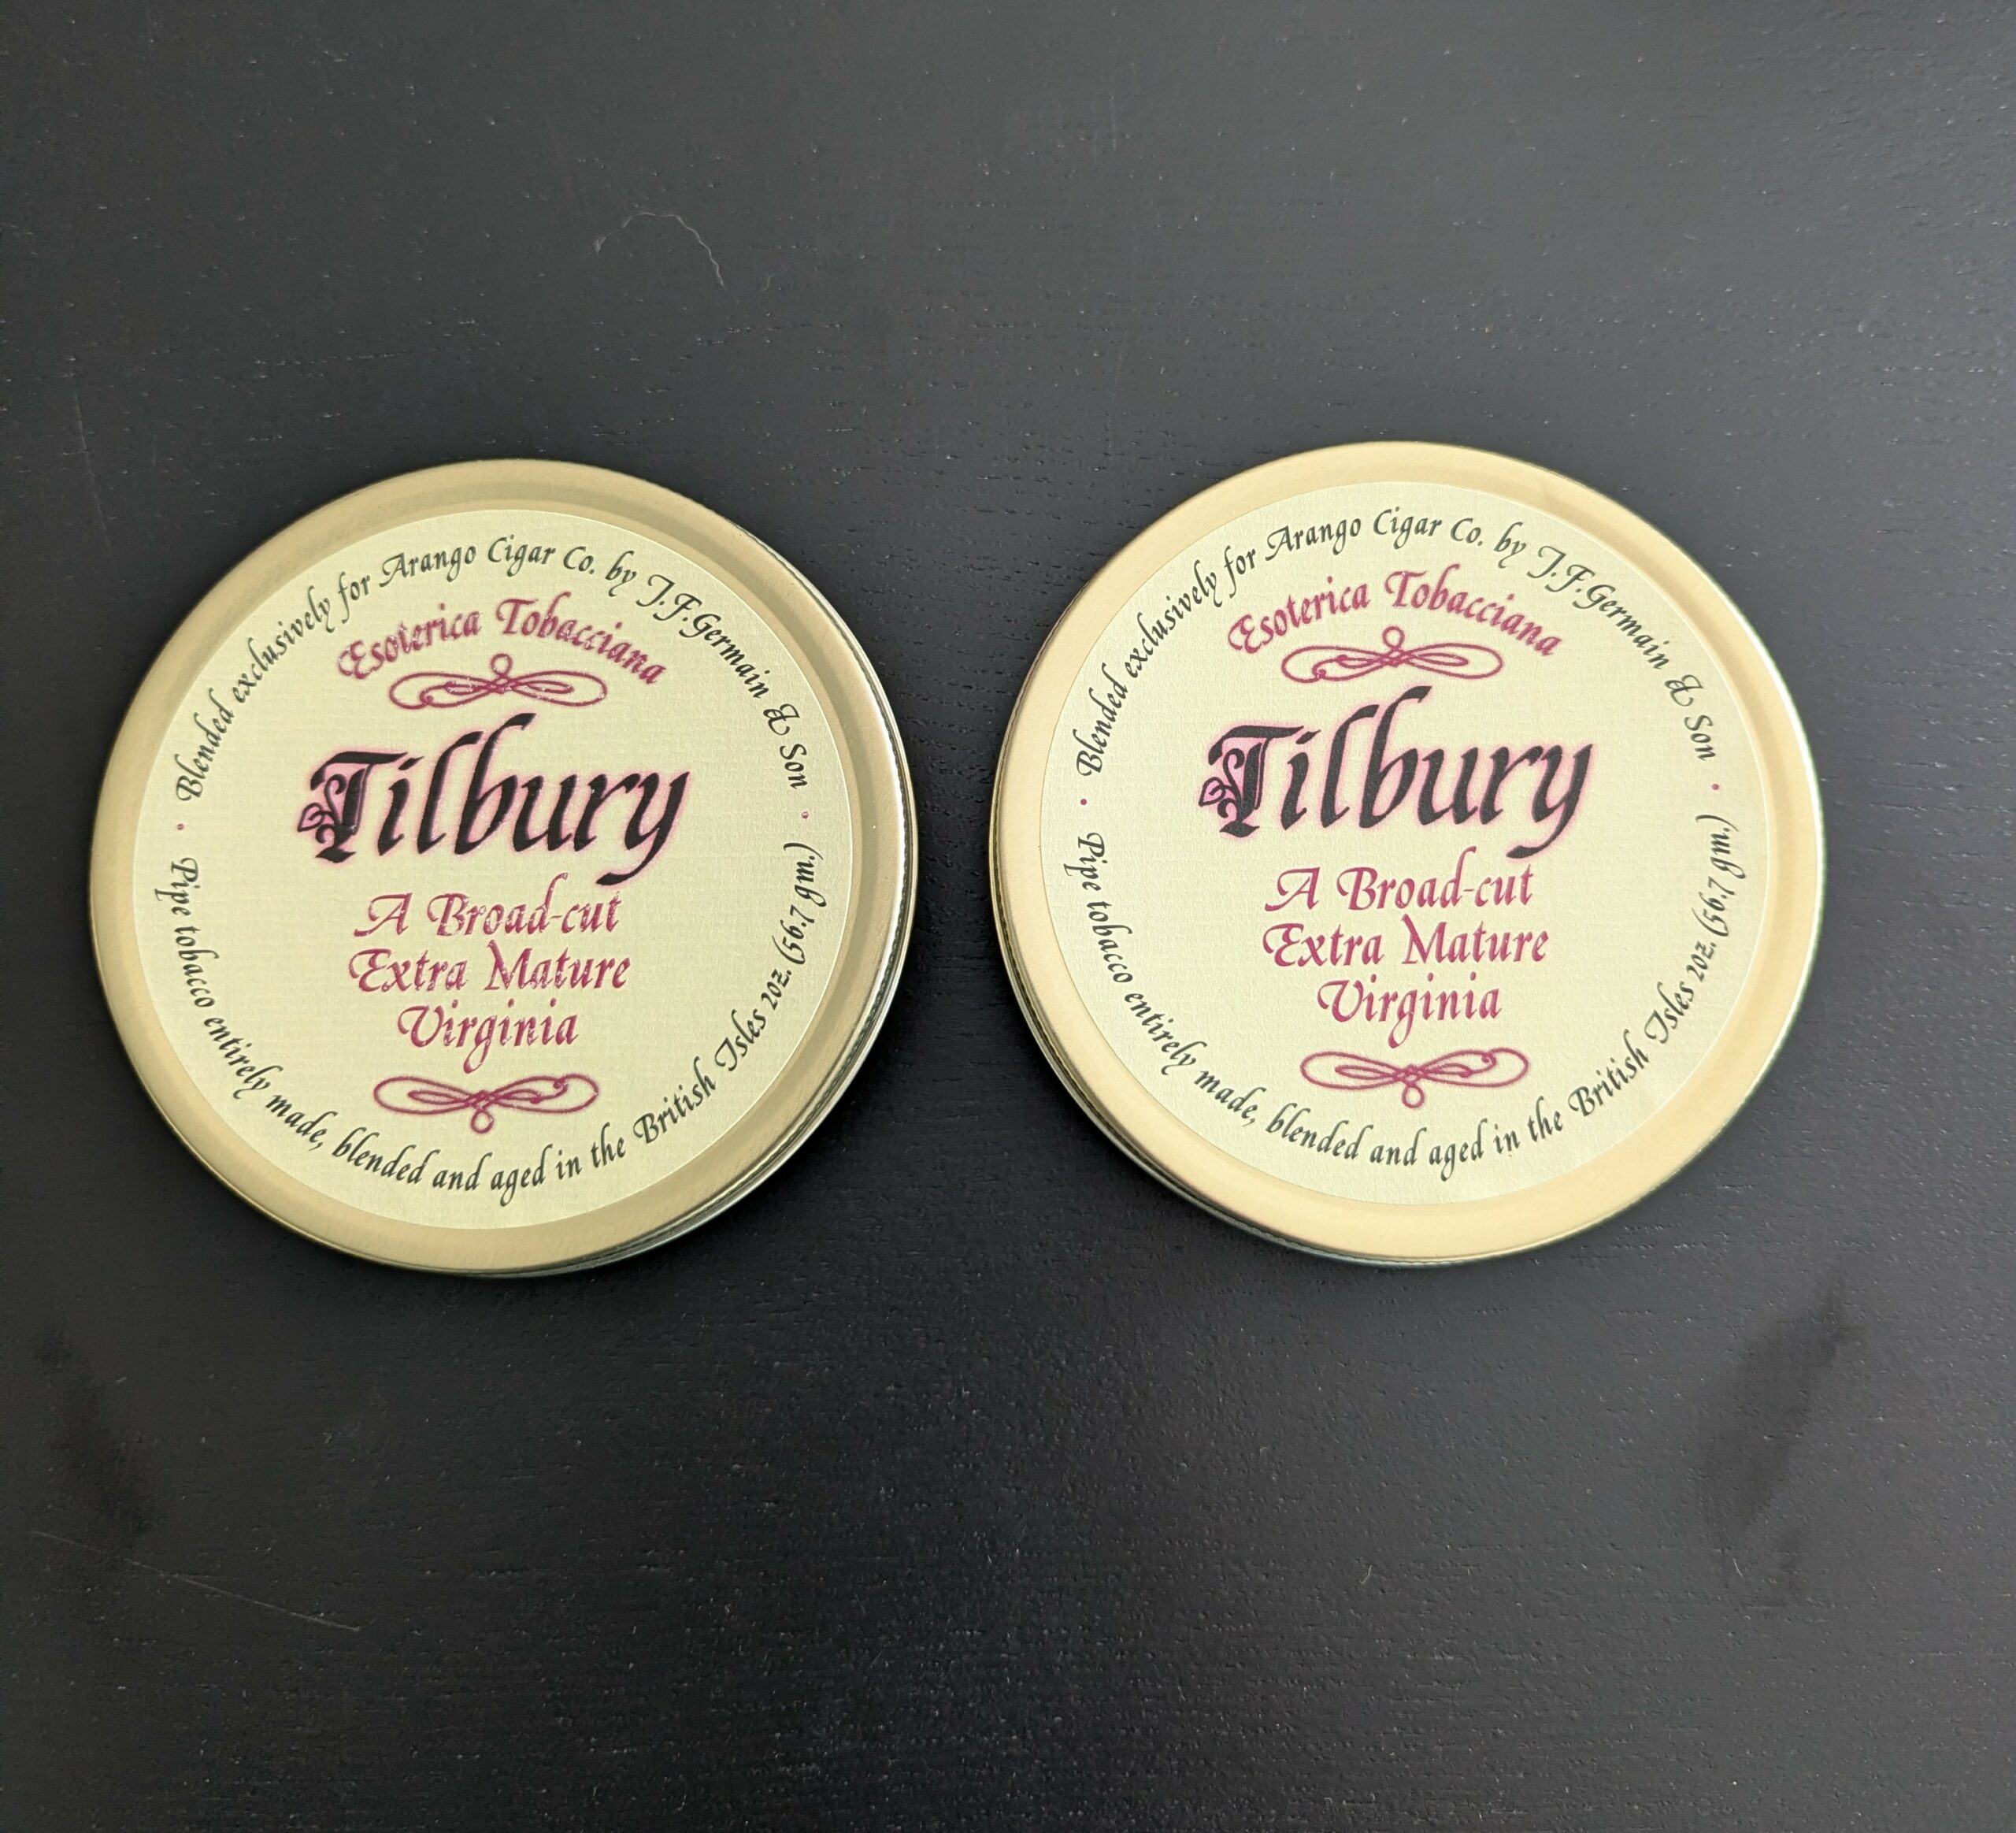 Blended exclusively for Arango Cigar Co. by J.F.Germain & Son
Esoterica Tobacciana
Tilbury
A Broad-cut
Extra Mature
Virginia
Pipe tobacco entirely made, blended and aged in the British Isles 2oz. (56.7 gm.)
Blended exclusively for Arango Cigar Co. by J.F.Germain & Son
Esoterica Tobacciana
Tilbury
A Broad-cut
Extra Mature
Virginia
Pipe tobacco entirely made, blended and aged in the British Isles 2oz. (56.7 gm.)